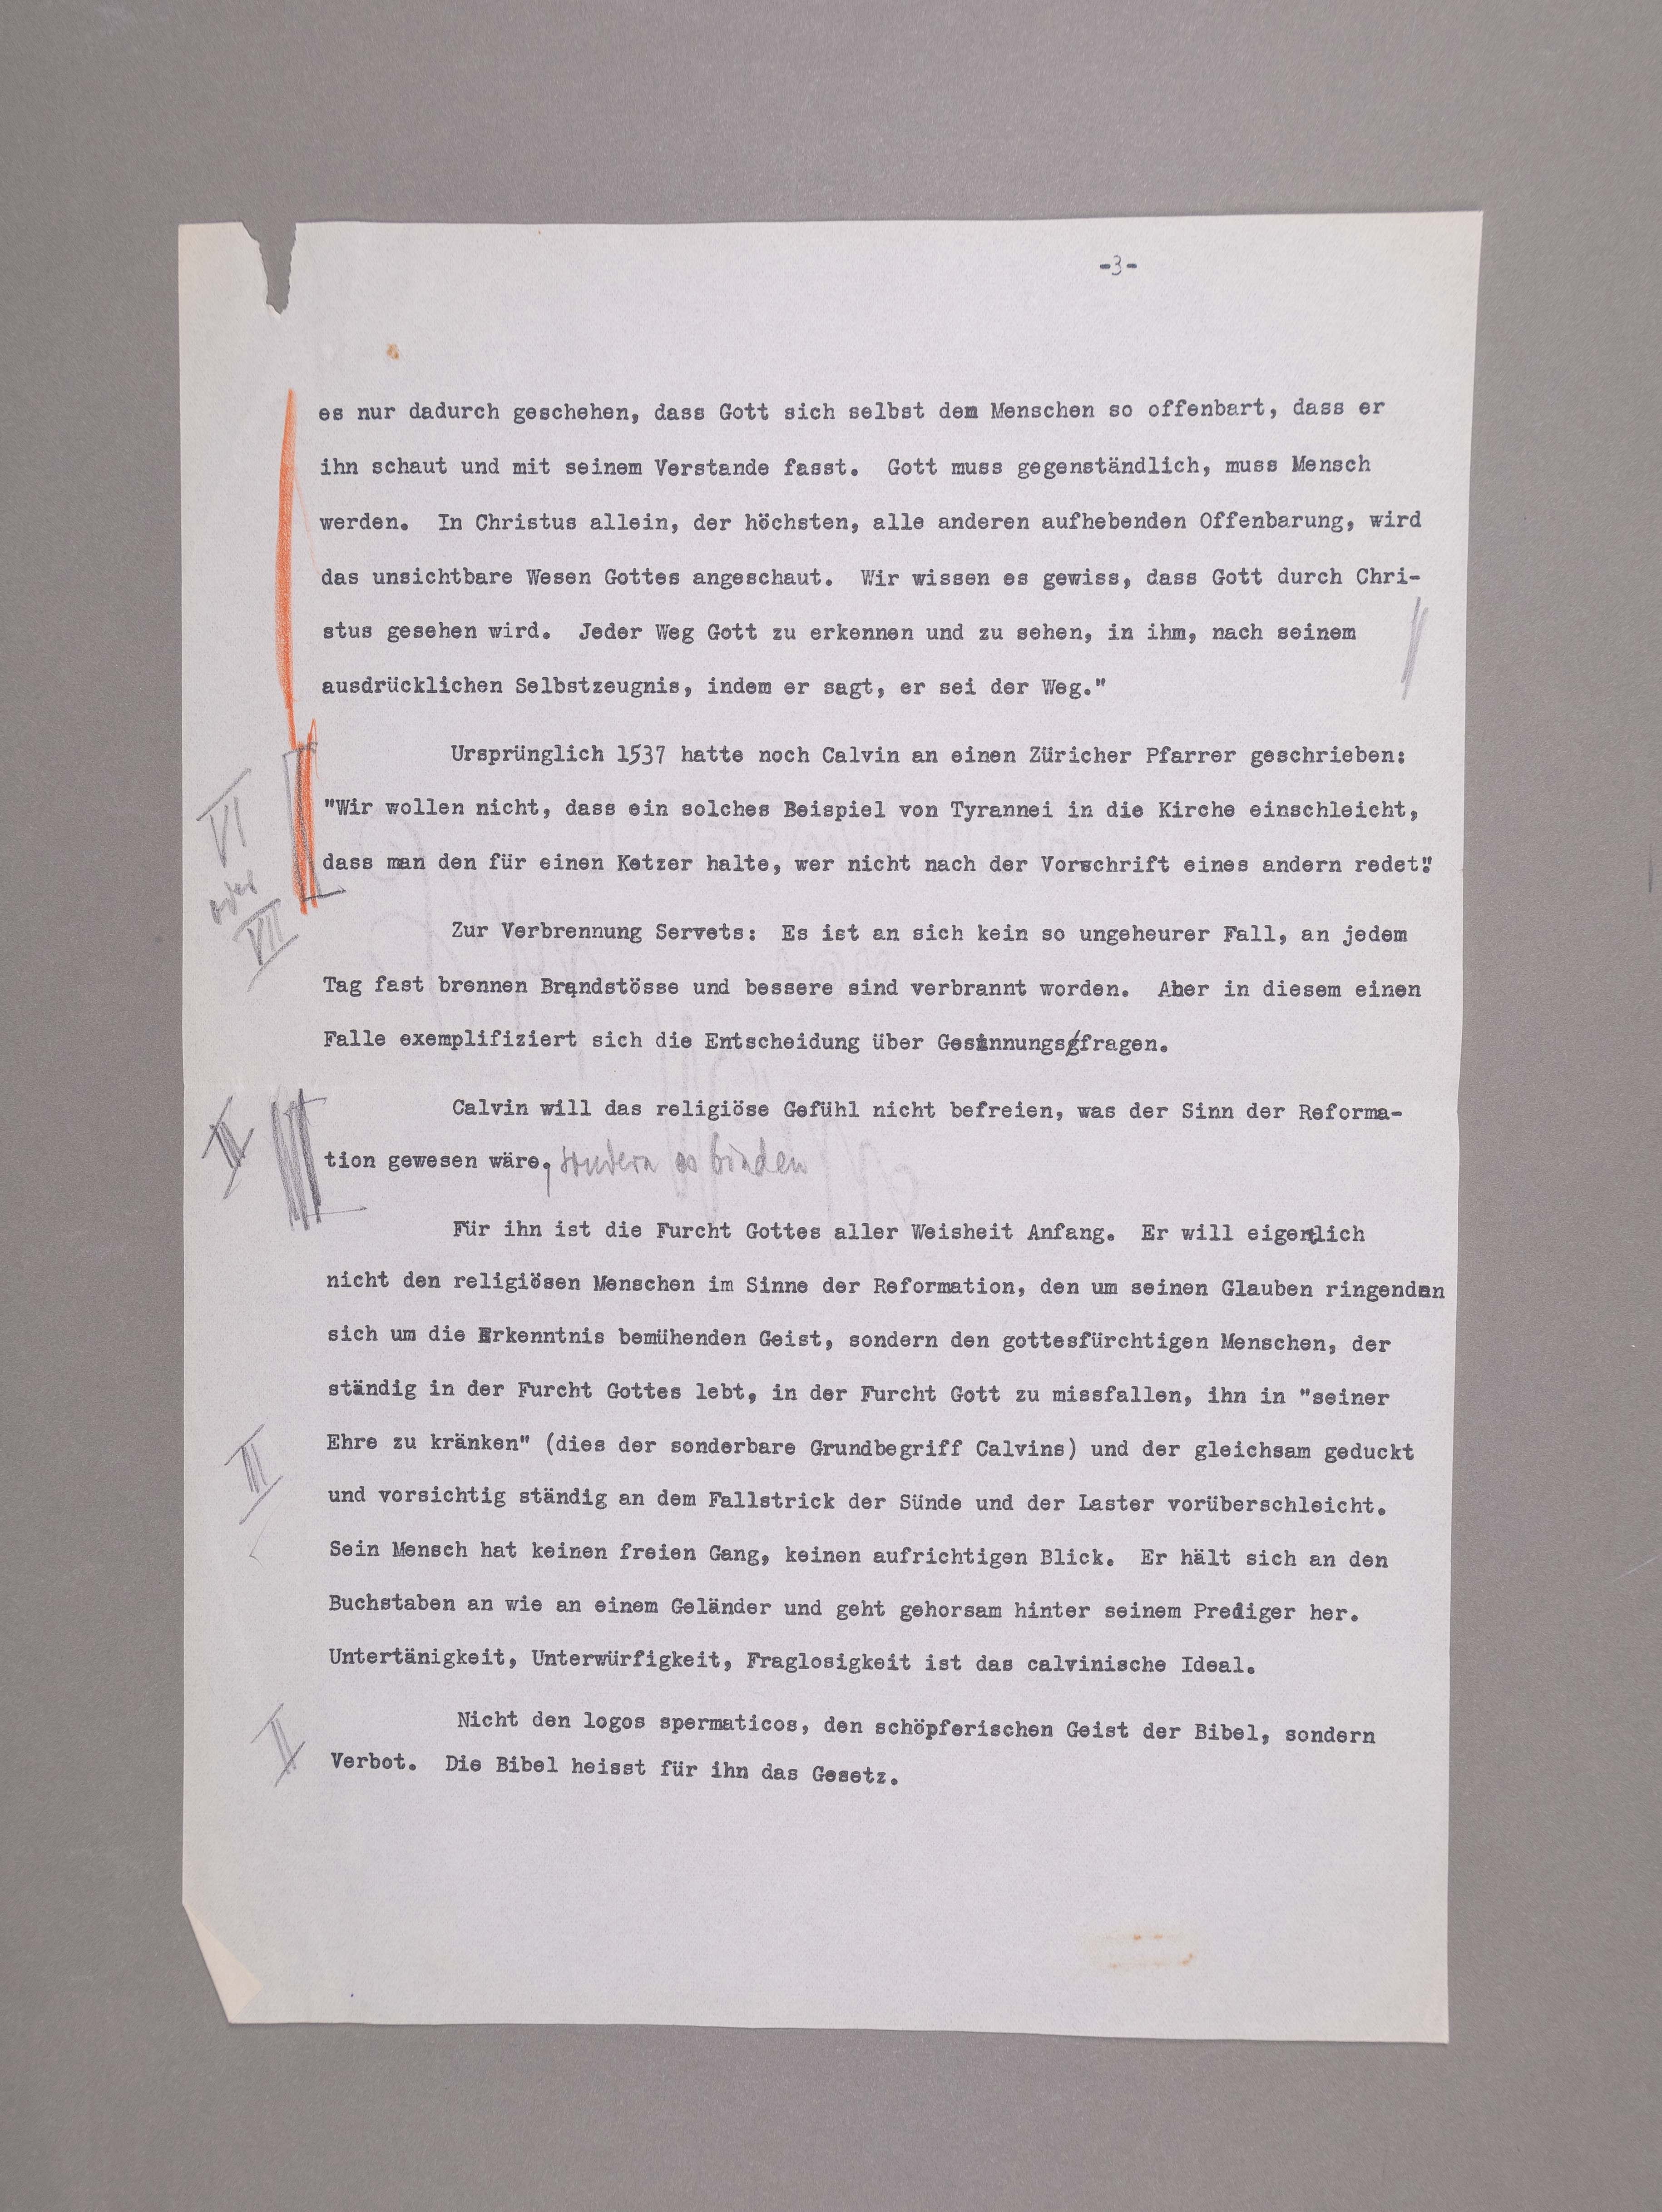 -3-
es nur dadurch geschehen, dass Gott sich selbst dem Menschen so offenbart, dass er
ihn schaut und mit seinem Verstande fasst. Gott muss gegenständlich, muss Mensch
werden. In Christus allein, der höchsten, alle anderen aufhebenden Offenbarung, wird
das unsichtbare Wesen Gottes angeschaut. Wir wissen es gewiss, dass Gott durch Chri-
stus gesehen wird. Jeder Weg Gott zu erkennen und zu sehen, in ihm, nach seinem
ausdrücklichen Selbstzeugnis, indem er sagt, er sei der Weg."
Ursprünglich 1537 hatte noch Calvin an einen Züricher Pfarrer geschrieben:
"Wir wollen nicht, dass ein solches Beispiel von Tyrannei in die Kirche einschleicht,
dass man den für einen Ketzer halte, wer nicht nach der Vorschrift eines andern redet."
VI
oder
VII
Zur Verbrennung Servets: Es ist an sich kein so ungeheurer Fall, an jedem
Tag fast brennen Brandstösse und bessere sind verbrannt worden. Aber in diesem einen
Falle exemplifiziert sich die Entscheidung über Gesinnungsfragen.
II
Calvin will das religiöse Gefühl nicht befreien, was der Sinn der Reforma-
tion gewesen wäre, sondern es binden
Für ihn ist die Furcht Gottes aller Weisheit Anfang. Er will eigentlich
nicht den religiösen Menschen im Sinne der Reformation, den um seinen Glauben ringenden
sich um die Erkenntnis bemühenden Geist, sondern den gottesfürchtigen Menschen, der
ständig in der Furcht Gottes lebt, in der Furcht Gott zu missfallen, ihn in "seiner
III
Ehre zu kränken" (dies der sonderbare Grundbegriff Calvins) und der gleichsam geduckt
und vorsichtig ständig an dem Fallstrick der Sünde und der Laster vorüberschleicht.
Sein Mensch hat keinen freien Gang, keinen aufrichtigen Blick. Er hält sich an den
Buchstaben an wie an einem Geländer und geht gehorsam hinter seinem Prediger her.
Untertänigkeit, Unterwürfigkeit, Fraglosigkeit ist das calvinische Ideal.
II
Nicht den logos spermaticos, den schöpferischen Geist der Bibel, sondern
Verbot. Die Bibel heisst für ihn das Gesetz.